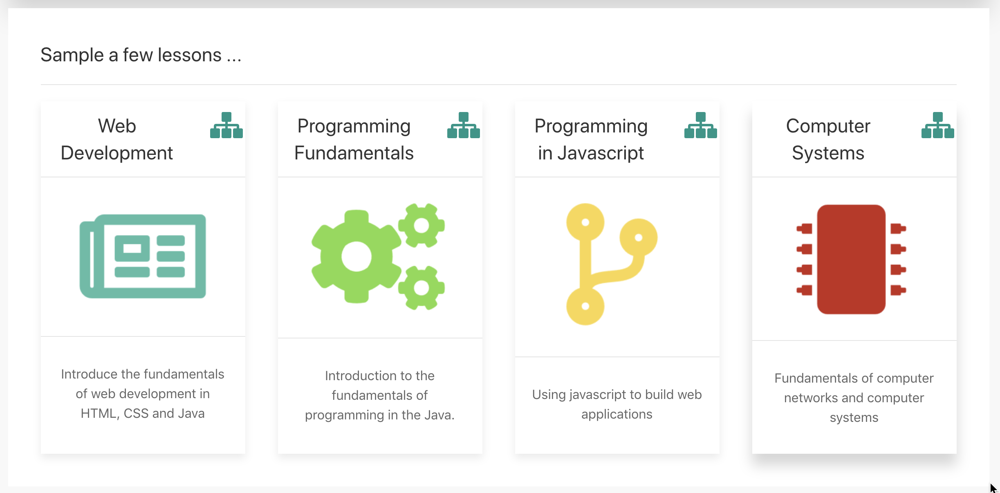 Sample a few lessons ...
Web
Development
Programming
Fundamentals
Programming
in Javascript
Computer
Systems
Introduce the fundamentals
of web development in
HTML, CSS and Java
Introduction to the
fundamentals of
programming in the Java.
Using javascript to build web
applications
Fundamentals of computer
networks and computer
systems